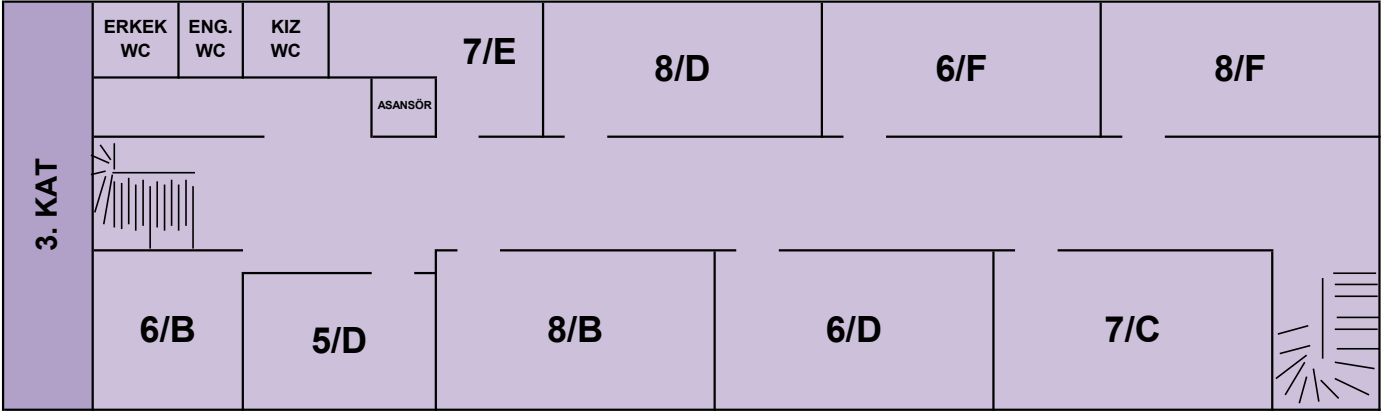 3. KAT
ERKEK
WC
ENG.
WC
KIZ
WC
7/E
8/D
6/F
8/F
ASANSÖR
6/B
5/D
8/B
6/D
7/C